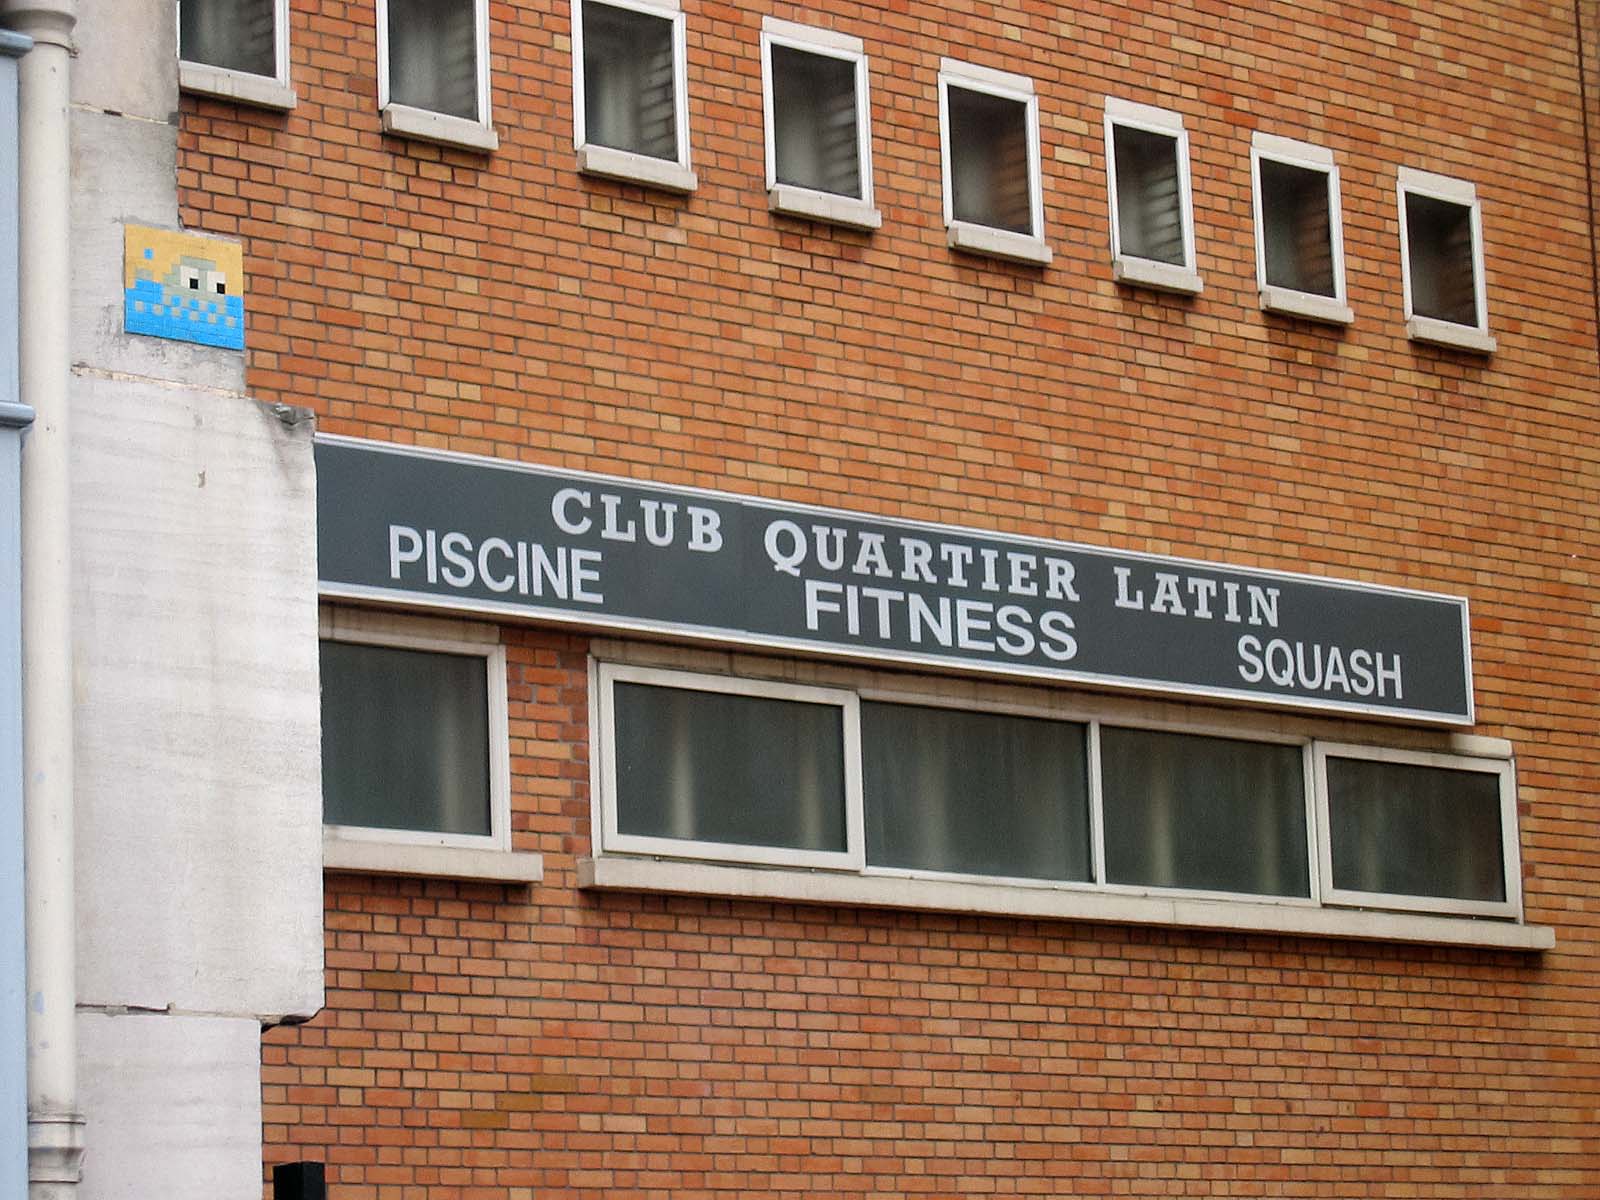 CLUB QUARTIER LATIN
PISCINE FITNESS SQUASH